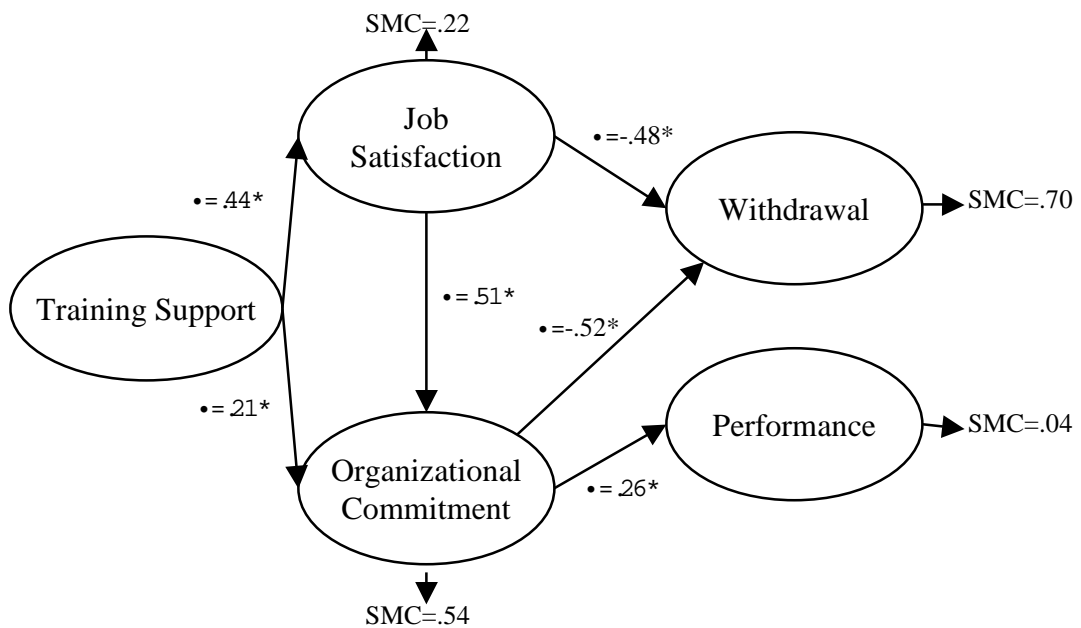 SMC=.22
Job
Satisfaction
•=-.48*
Withdrawal
SMC=.70
•=.44*
Training Support
•=.51*
•=-.52*
•=.21*
Performance
SMC=.04
Organizational
Commitment
•=.26*
SMC=.54